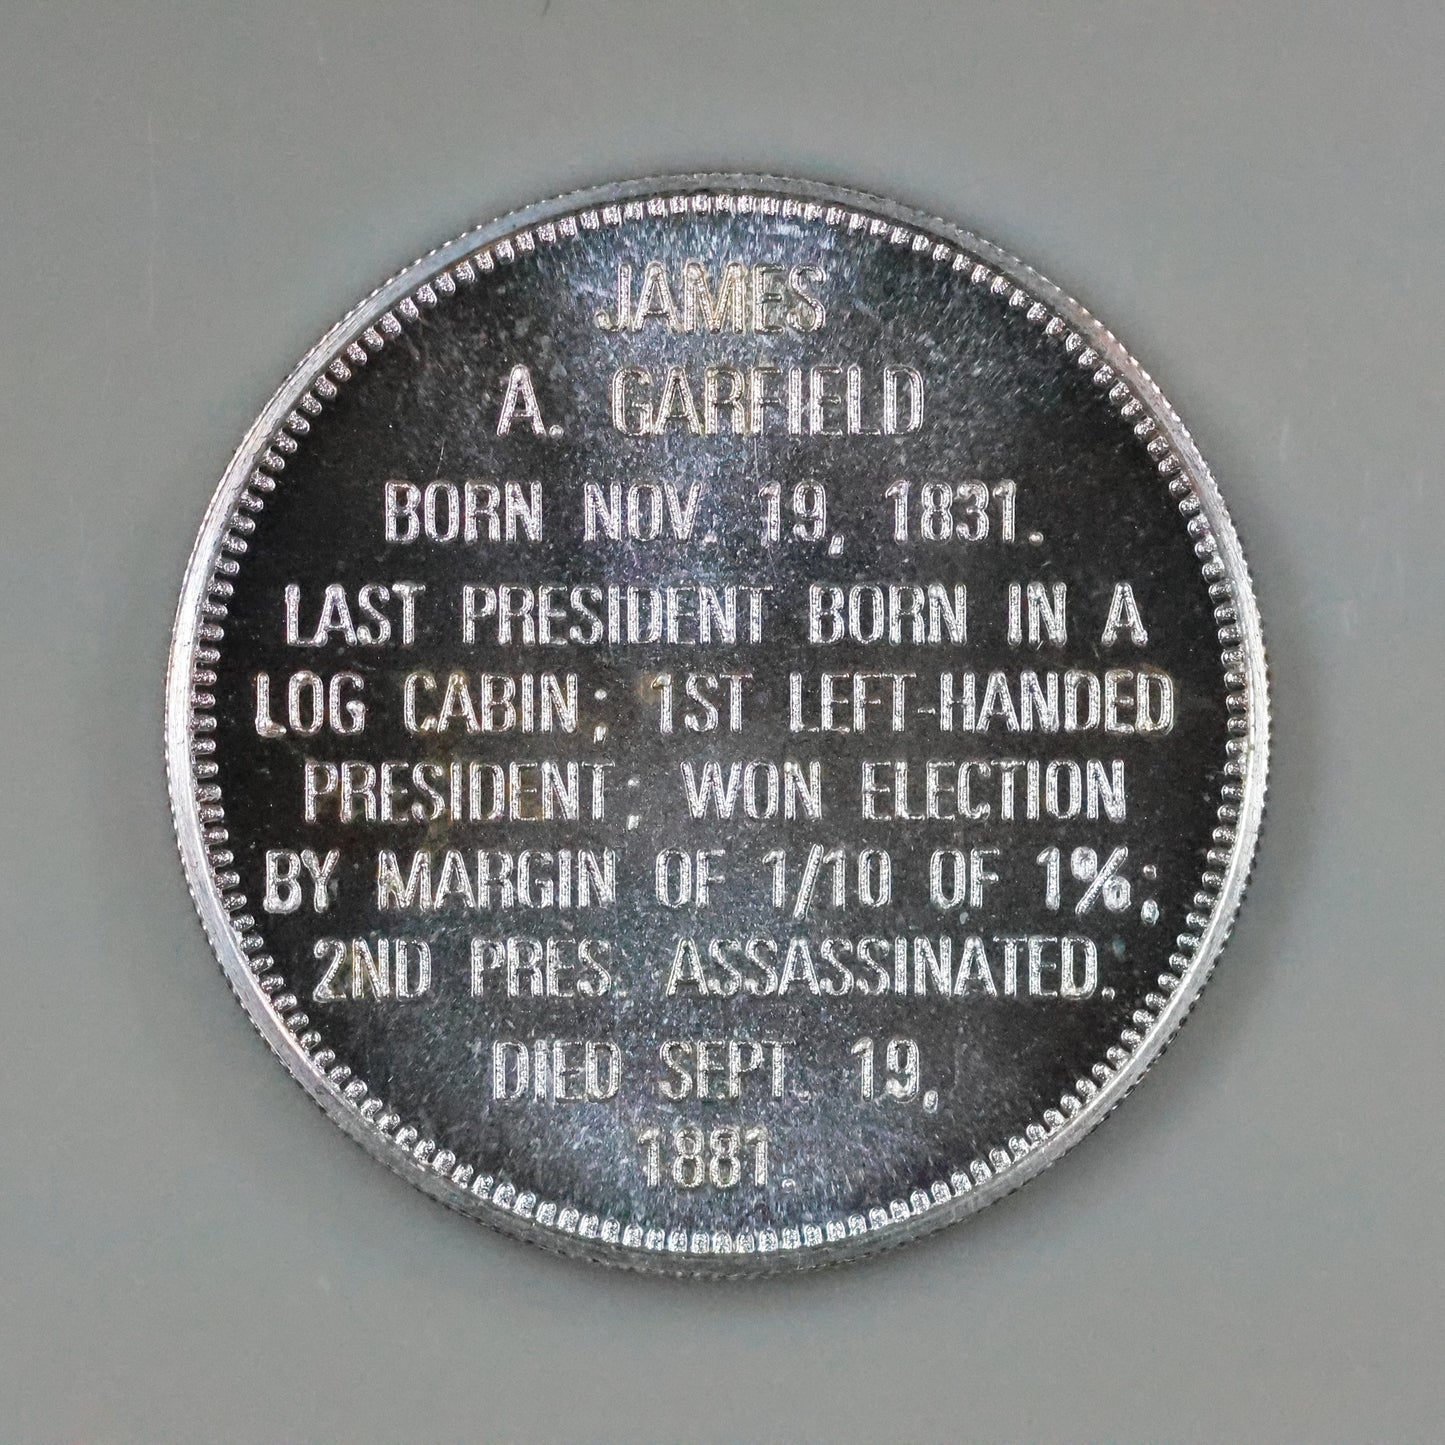 JAMES
A. GARFIELD
BORN NOV. 19, 1831.
LAST PRESIDENT BORN IN A
LOG CABIN; 1ST LEFT-HANDED
PRESIDENT; WON ELECTION
BY MARGIN OF 1/10 OF 1%;
2ND PRES. ASSASSINATED.
DIED SEPT. 19,
1881.